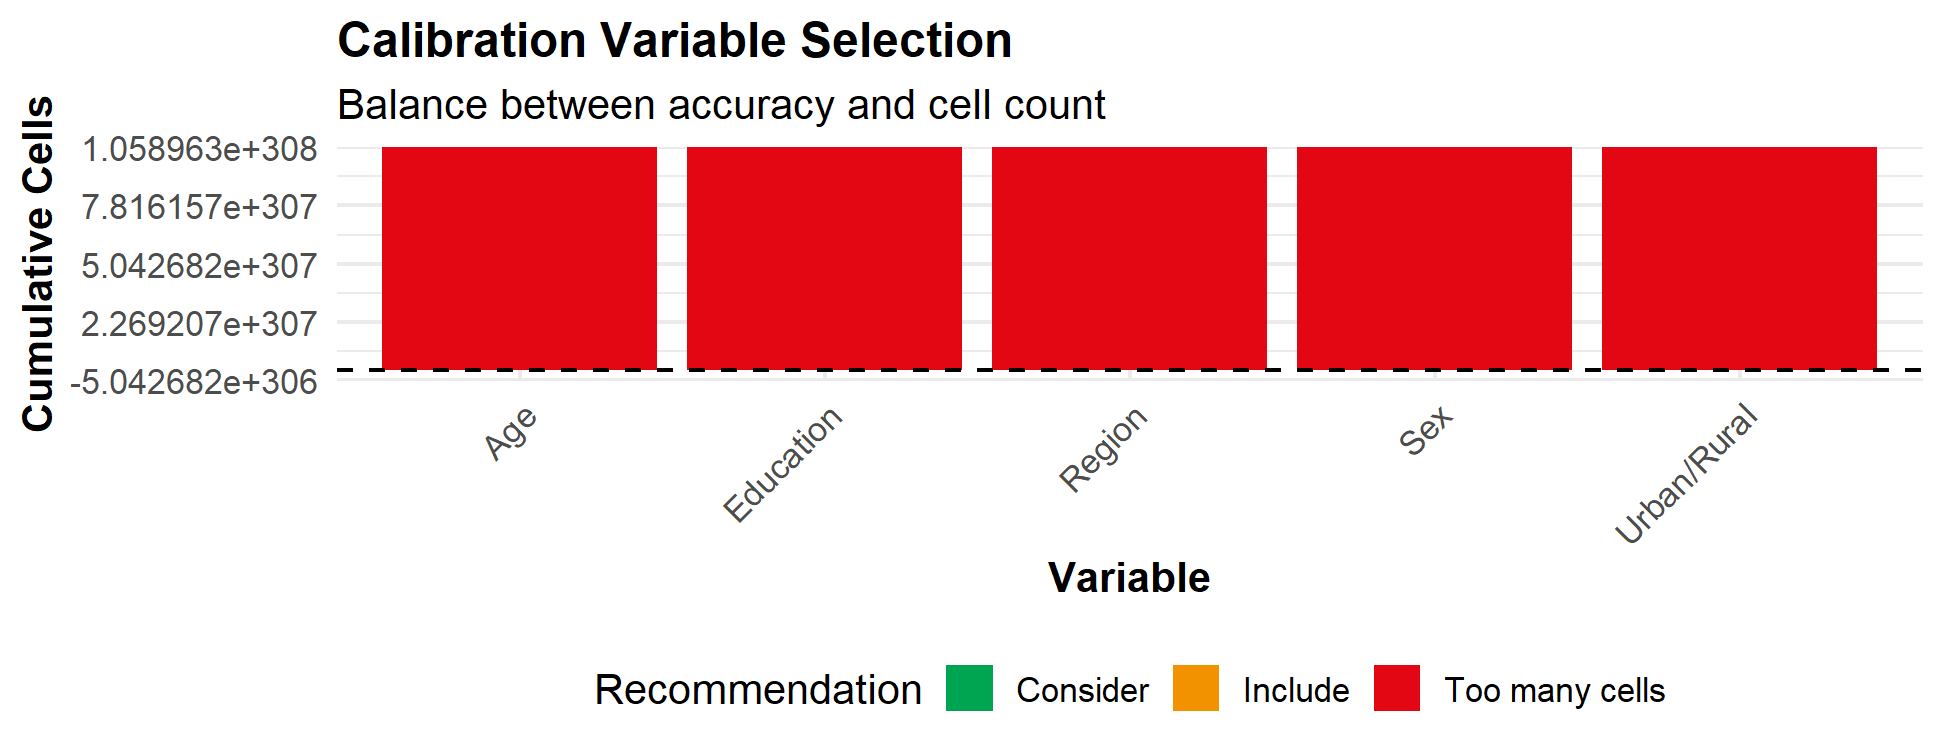 Calibration Variable Selection
Balance between accuracy and cell count
Cumulative Cells
1.058963e+308
7.816157e+307
5.042682e+307
2.269207e+307
-5.042682e+306
Age
Education
Region
Sex
Urban/Rural
Variable
Recommendation Consider Include Too many cells